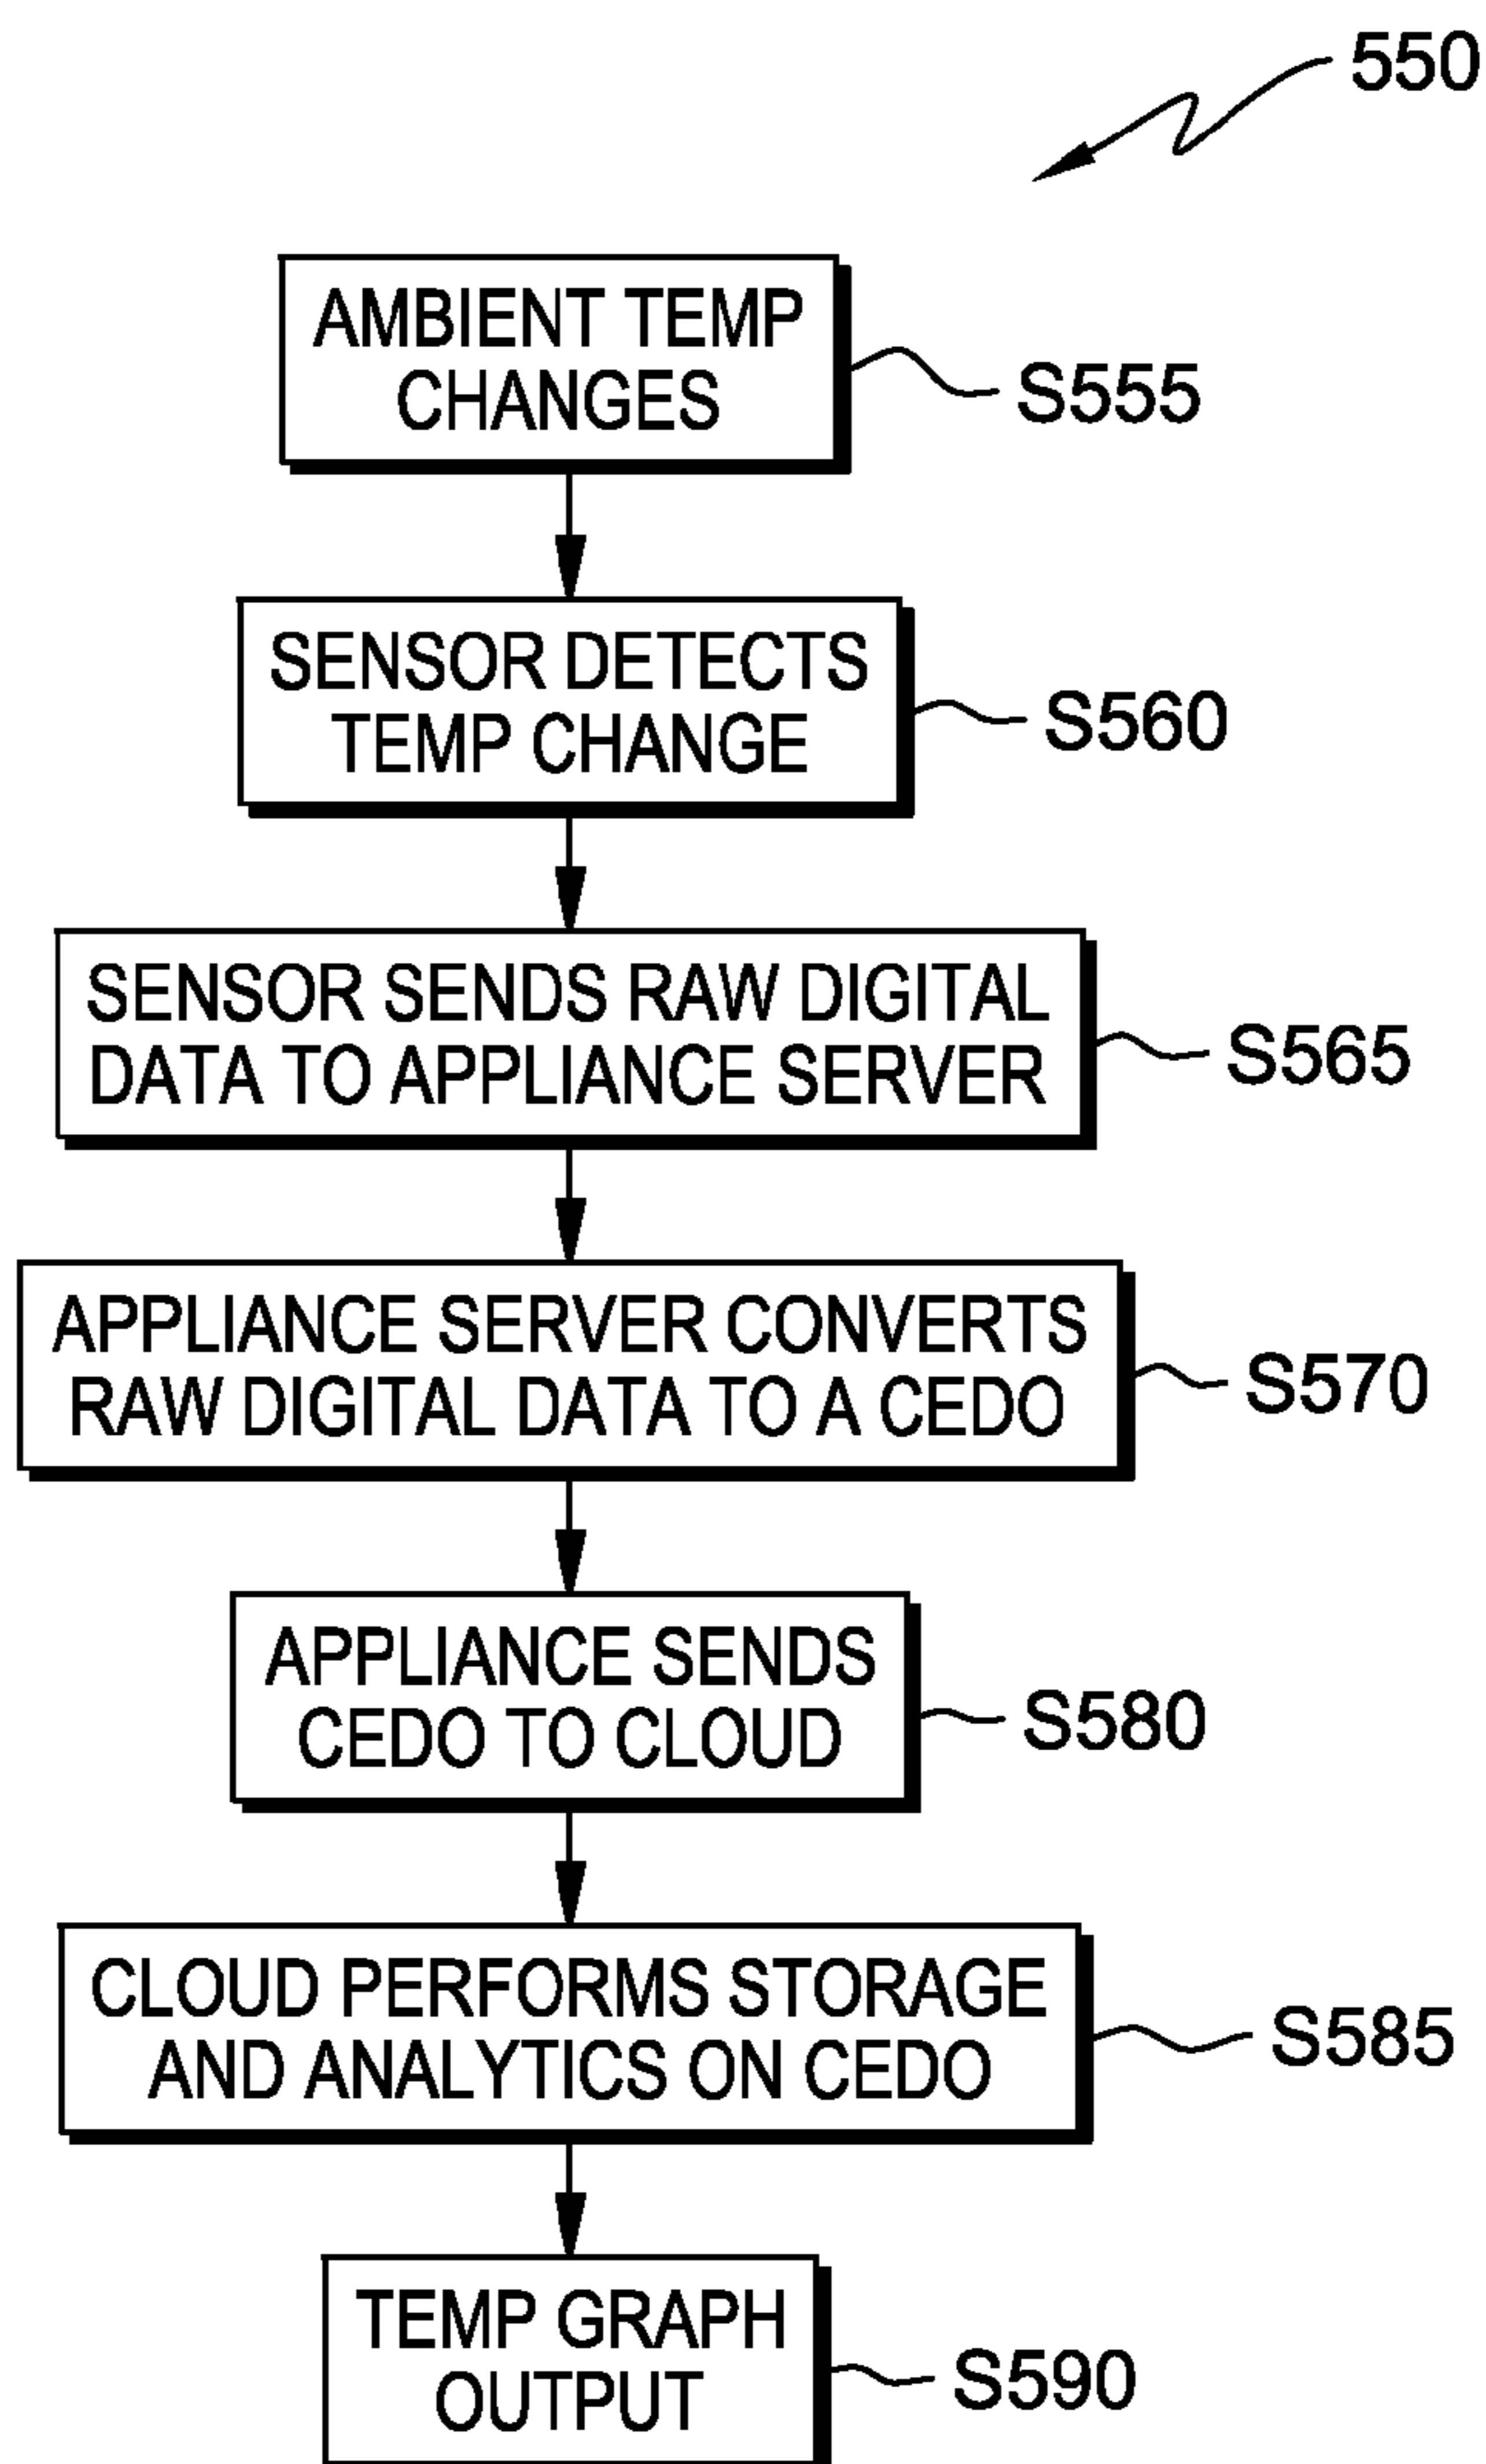 550
AMBIENT TEMP
CHANGES
S555
SENSOR DETECTS
TEMP CHANGE
S560
SENSOR SENDS RAW DIGITAL
DATA TO APPLIANCE SERVER
S565
APPLIANCE SERVER CONVERTS
RAW DIGITAL DATA TO A CEDO
S570
APPLIANCE SENDS
CEDO TO CLOUD
S580
CLOUD PERFORMS STORAGE
AND ANALYTICS ON CEDO
S585
TEMP GRAPH
OUTPUT
S590